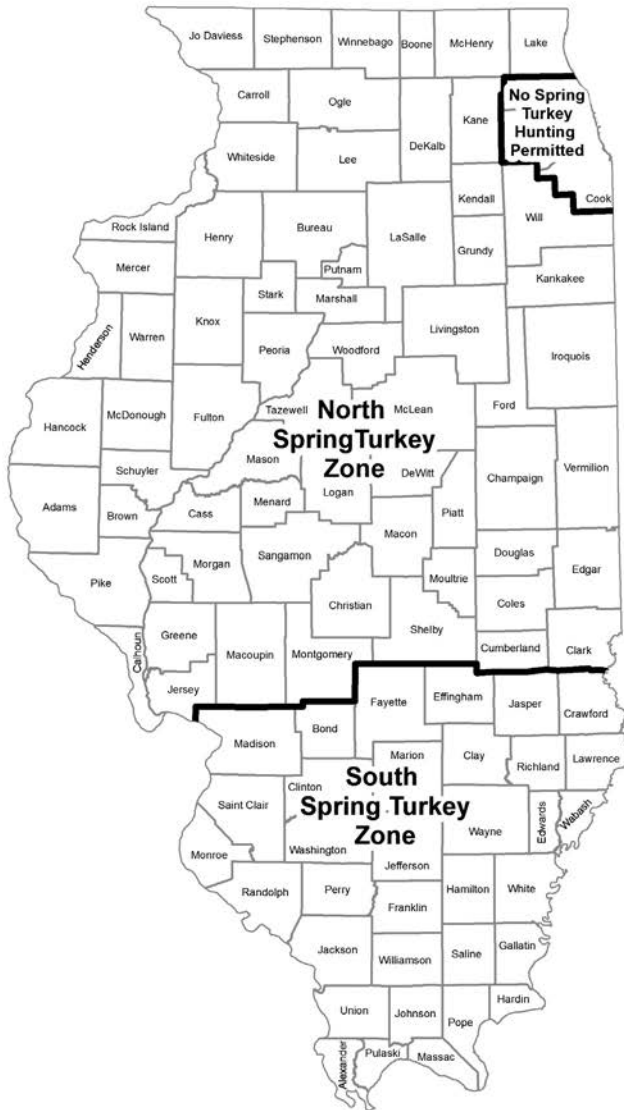 Jo Daviess
Stephenson
Winnebago
Boone
McHenry
Lake
Carroll
Ogle
DeKalb
Kane
No Spring
Turkey
Hunting
Permitted
Cook
Whiteside
Lee
Kendall
Will
Rock Island
Henry
Bureau
LaSalle
Grundy
Putnam
Kankakee
Mercer
Stark
Marshall
Knox
Henderson
Warren
Peoria
Woodford
Livingston
Iroquois
Hancock
McDonough
Fulton
Tazewell
McLean
Ford
North
SpringTurkey
Zone
Schuyler
Mason
Logan
DeWitt
Champaign
Vermilion
Adams
Brown
Cass
Menard
Piatt
Macon
Pike
Scott
Morgan
Sangamon
Douglas
Edgar
Moultrie
Christian
Coles
Calhoun
Greene
Macoupin
Montgomery
Shelby
Cumberland
Clark
Jersey
Fayette
Effingham
Jasper
Crawford
Madison
Bond
Marion
Clay
Richland
Lawrence
South
Spring Turkey
Zone
Clinton
Saint Clair
Wayne
Edwards
Wabash
Monroe
Washington
Jefferson
Randolph
Perry
Franklin
Hamilton
White
Jackson
Williamson
Saline
Gallatin
Union
Johnson
Pope
Hardin
Alexander
Pulaski
Massac